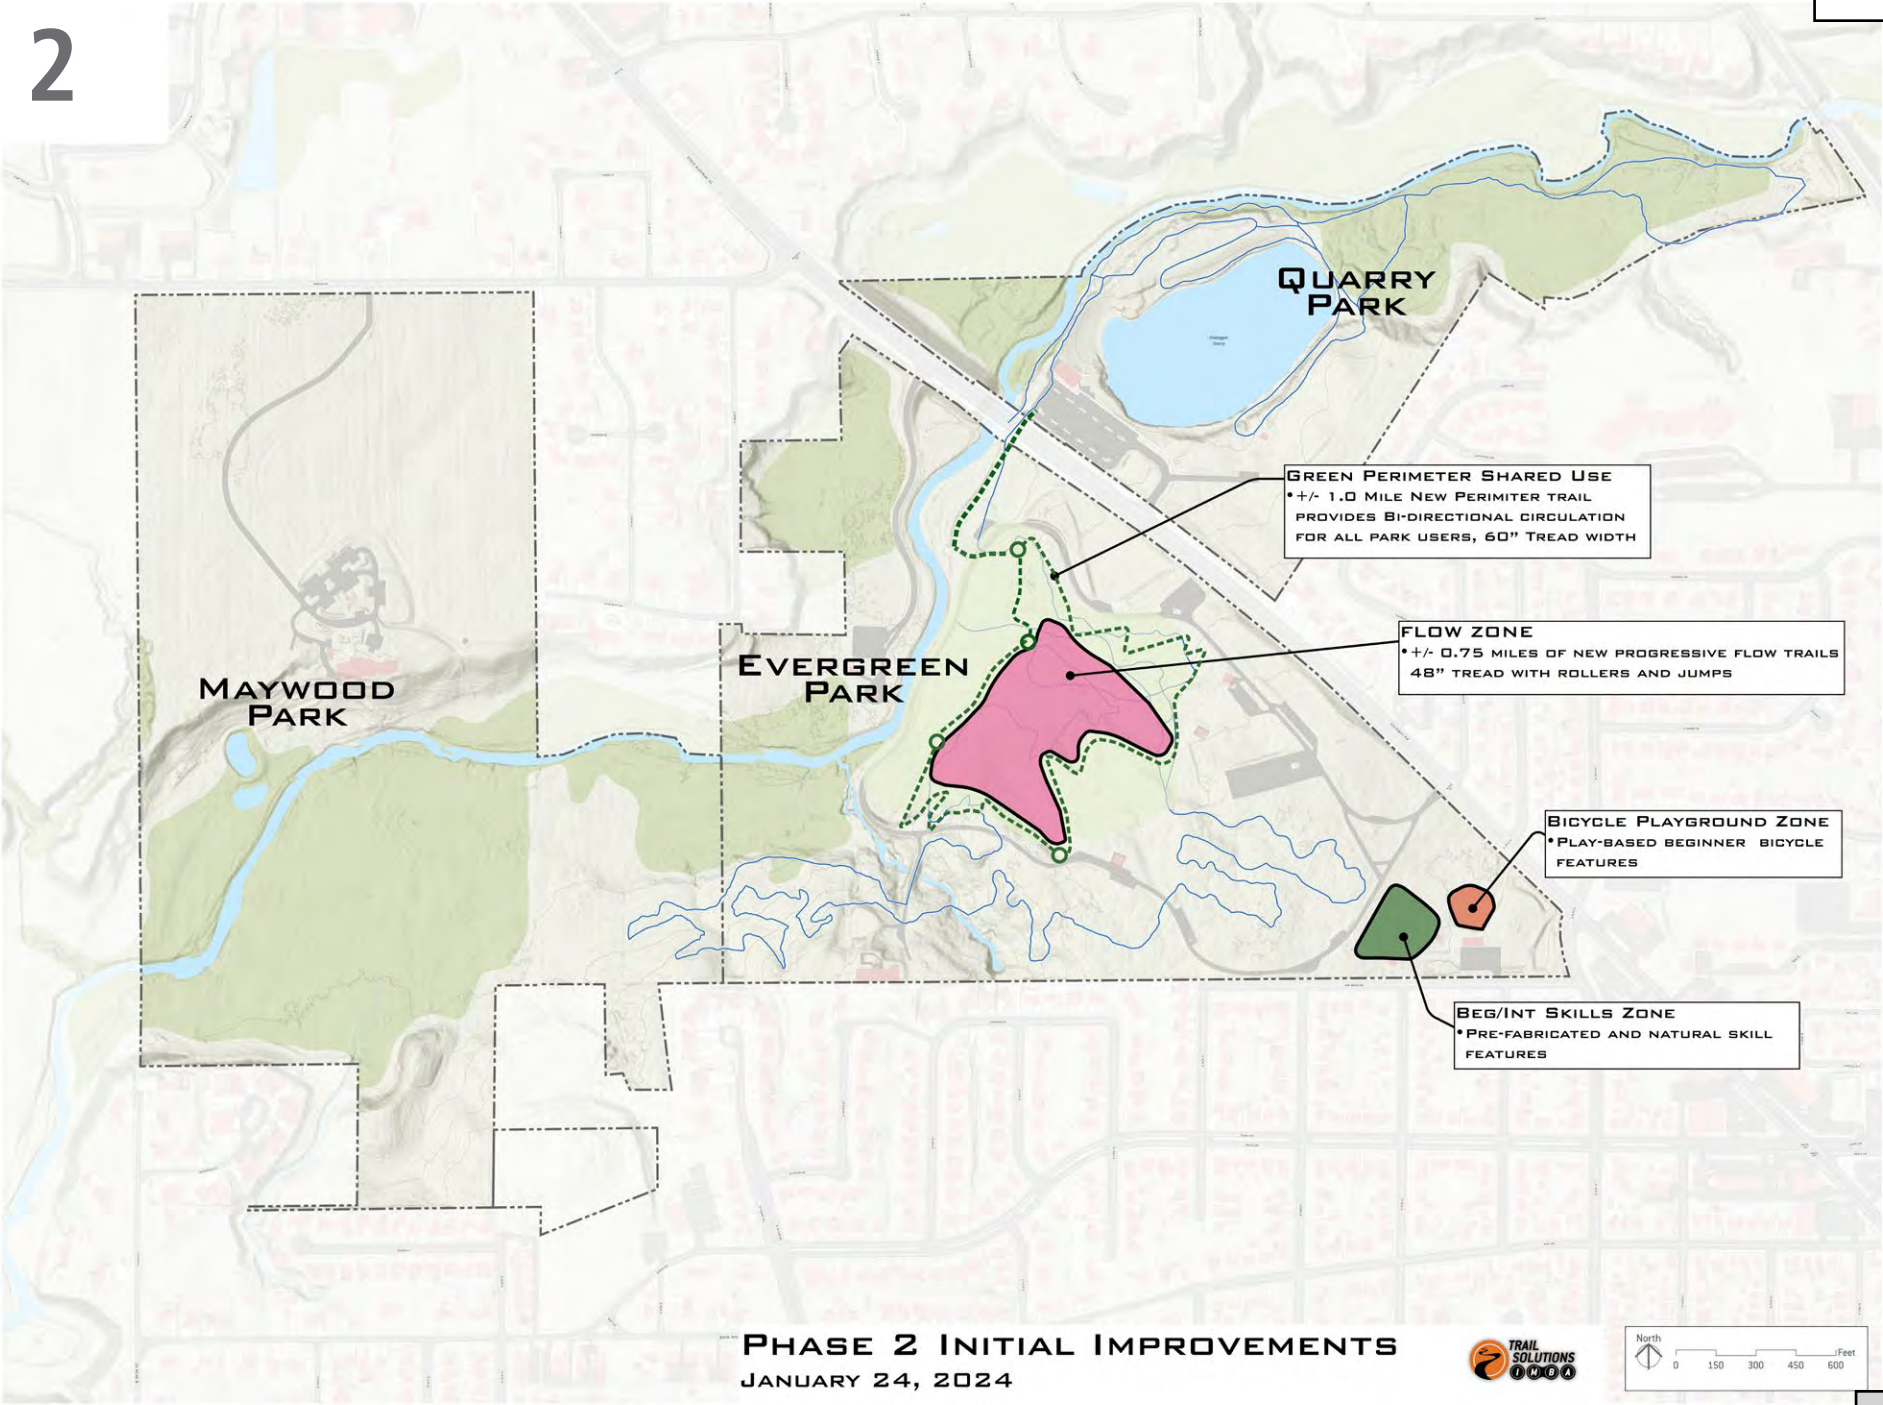 2
Quarry
Park
Green Perimeter Shared Use
•+/- 1.0 Mile New Perimiter trail
provides Bi-directional circulation
for all park users, 60” Tread width
FLOW ZONE
•+/- 0.75 miles of new progressive flow trails
48” tread with rollers and jumps
Evergreen
Park
Maywood
Park
Bicycle Playground Zone
•Play-based beginner bicycle
features
Beg/Int Skills Zone
•Pre-fabricated and natural skill
features
Phase 2 Initial Improvements
January 24, 2024
TRAIL
SOLUTIONS
IMBA
North
Feet
0 150 300 450 600